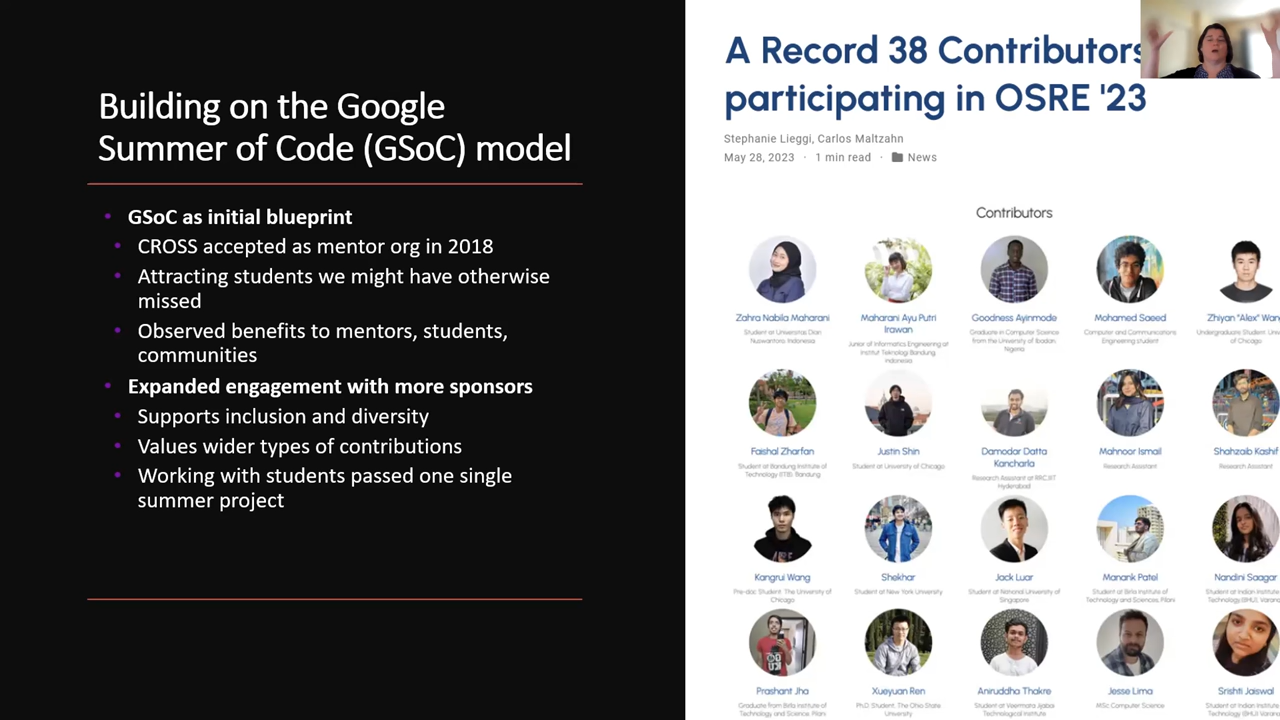 Building on the Google
Summer of Code (GSoC) model
• GSoC as initial blueprint
• CROSS accepted as mentor org in 2018
• Attracting students we might have otherwise
missed
• Observed benefits to mentors, students,
communities
• Expanded engagement with more sponsors
• Supports inclusion and diversity
• Values wider types of contributions
• Working with students passed one single
summer project
A Record 38 Contributors
participating in OSRE '23
Stephanie Lieggi, Carlos Maltzahn
May 28, 2023 · 1 min read · News
Contributors
Zahra Nabila Maharani
Student at Universitas Dian
Nuswantoro, Indonesia
Maharani Ayu Putri
Irawan
Junior of Informatics Engineering at
Institut Teknologi Bandung,
Indonesia
Goodness Ayinmode
Graduate in Computer Science
from the University of Ibadan
Nigeria
Mohamed Saeed
Computer and Communications
Engineering student
Zhiyan "Alex" Wang
Undergraduate Student
of Chicago
Faishal Zharfan
Student at Bandung Institute of
Technology (ITB), Bandung
Justin Shin
Student at University of Chicago
Damodar Datta
Kancharla
Research Assistant at RRC,IIIT
Hyderabad
Mahnoor Ismail
Research Assistant
Shahzaib Kashif
Research Assistant
Kangrui Wang
Pre-doc Student, The University of
Chicago
Shekhar
Student at New York University
Jack Luar
Student at National University of
Singapore
Manank Patel
Student at Birla Institute of
Technology and Sciences, Pilani
Nandini Saagar
Student at Indian Institute
Technology (BHU)
Prashant Jha
Graduate from Birla Institute of
Technology and Science, Pilani
Xueyuan Ren
Ph.D. Student, The Ohio State
University
Aniruddha Thakre
Student at Veermata Jijabai
Technological Institute
Jesse Lima
MSc Computer Science
Srishti Jaiswal
Student at Indian Institute
Technology (BHU)